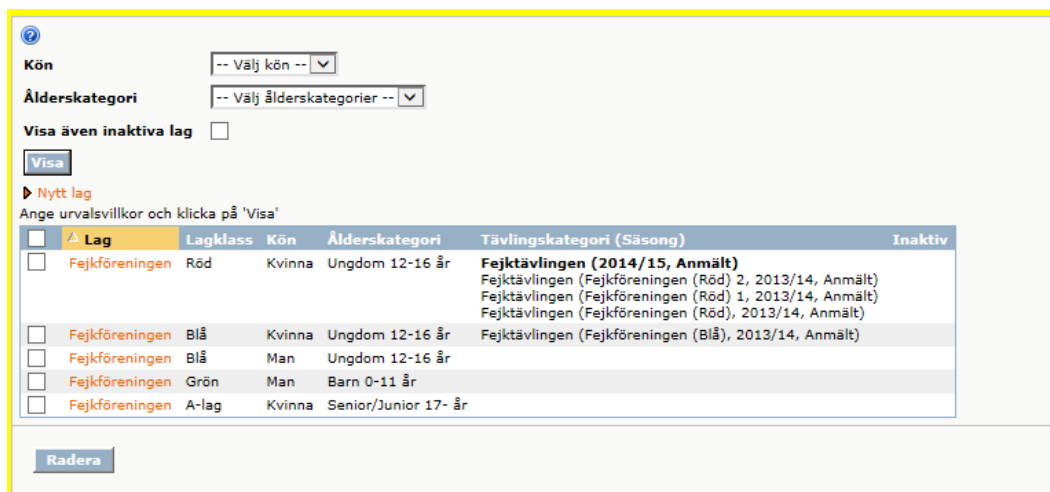 Kön -- Välj kön --
Ålderskategori -- Välj ålderskategorier --
Visa även inaktiva lag
Visa
Nytt lag
Ange urvalsvillkor och klicka på 'Visa'
Lag Lagklass Kön Ålderskategori Tävlingskategori (Säsong) Inaktiv
Fejkföreningen Röd Kvinna Ungdom 12-16 år Fejktävlingen (2014/15, Anmält)
Fejktävlingen (Fejkföreningen (Röd) 2, 2013/14, Anmält)
Fejktävlingen (Fejkföreningen (Röd) 1, 2013/14, Anmält)
Fejktävlingen (Fejkföreningen (Röd), 2013/14, Anmält)
Fejkföreningen Blå Kvinna Ungdom 12-16 år Fejktävlingen (Fejkföreningen (Blå), 2013/14, Anmält)
Fejkföreningen Blå Man Ungdom 12-16 år
Fejkföreningen Grön Man Barn 0-11 år
Fejkföreningen A-lag Kvinna Senior/Junior 17- år
Radera